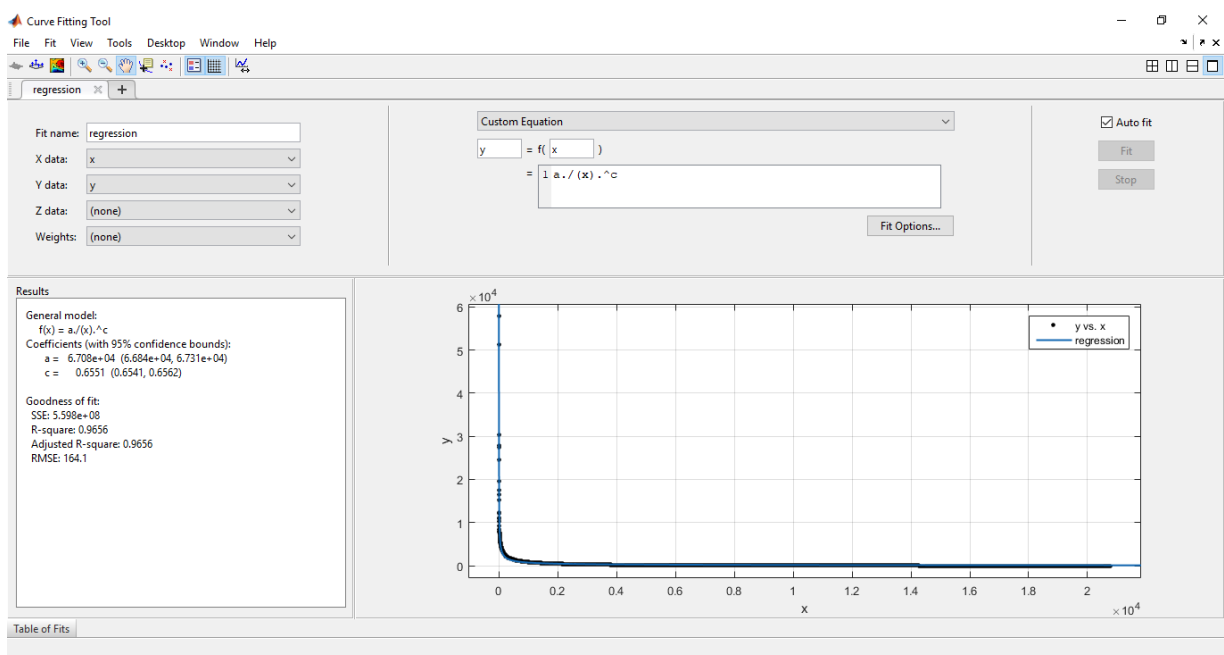 Curve Fitting Tool
File Fit View Tools Desktop Window Help
regression
Fit name: regression
X data: x
Y data: y
Z data: (none)
Weights: (none)
Custom Equation
y = f( x )
= 1 a./(x).^c
Fit Options...
Auto fit
Fit
Stop
Results
General model:
f(x) = a./(x).^c
Coefficients (with 95% confidence bounds):
a = 6.708e+04 (6.684e+04, 6.731e+04)
c = 0.6551 (0.6541, 0.6562)
Goodness of fit:
SSE: 5.598e+08
R-square: 0.9656
Adjusted R-square: 0.9656
RMSE: 164.1
×10^4
6
5
4
3
2
1
0
y
y vs. x
regression
0 0.2 0.4 0.6 0.8 1 1.2 1.4 1.6 1.8 2
x
×10^4
Table of Fits